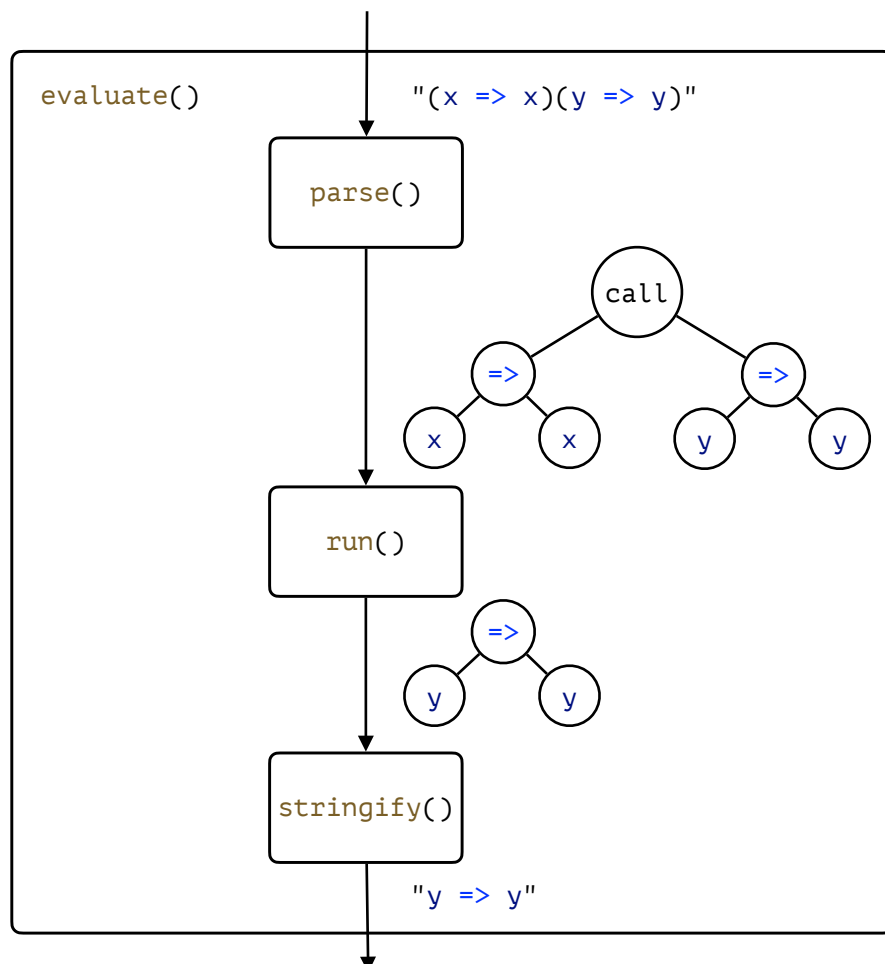 evaluate()
"(x => x)(y => y)"
parse()
call
=>
=>
x
x
y
y
run()
=>
y
y
stringify()
"y => y"